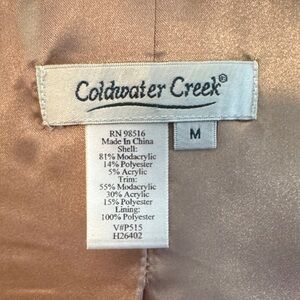 Coldwater Creek®
M
RN 98516
Made In China
Shell:
81% Modacrylic
14% Polyester
5% Acrylic
Trim:
55% Modacrylic
30% Acrylic
15% Polyester
Lining:
100% Polyester
V#P515
H26402